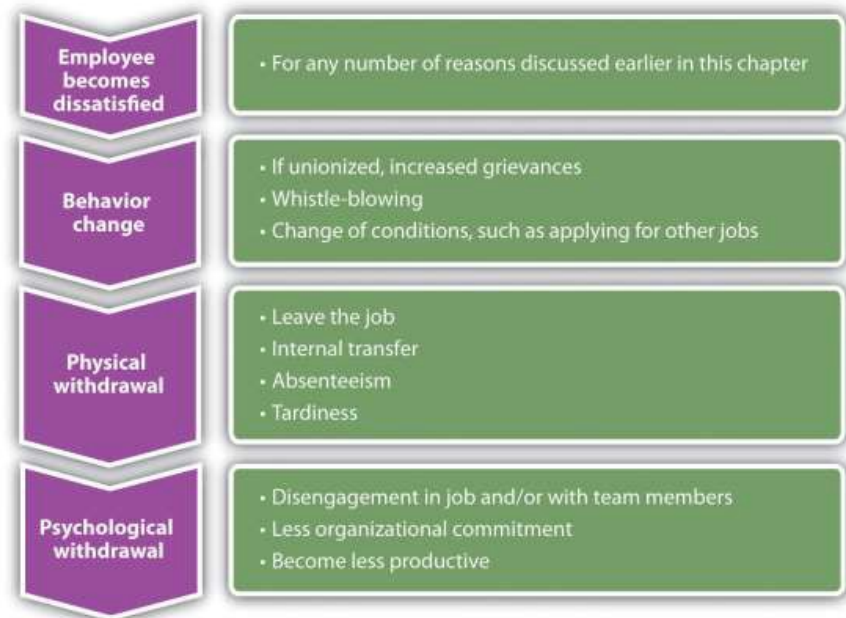 Employee
becomes
dissatisfied
• For any number of reasons discussed earlier in this chapter
Behavior
change
• If unionized, increased grievances
• Whistle-blowing
• Change of conditions, such as applying for other jobs
Physical
withdrawal
• Leave the job
• Internal transfer
• Absenteeism
• Tardiness
Psychological
withdrawal
• Disengagement in job and/or with team members
• Less organizational commitment
• Become less productive